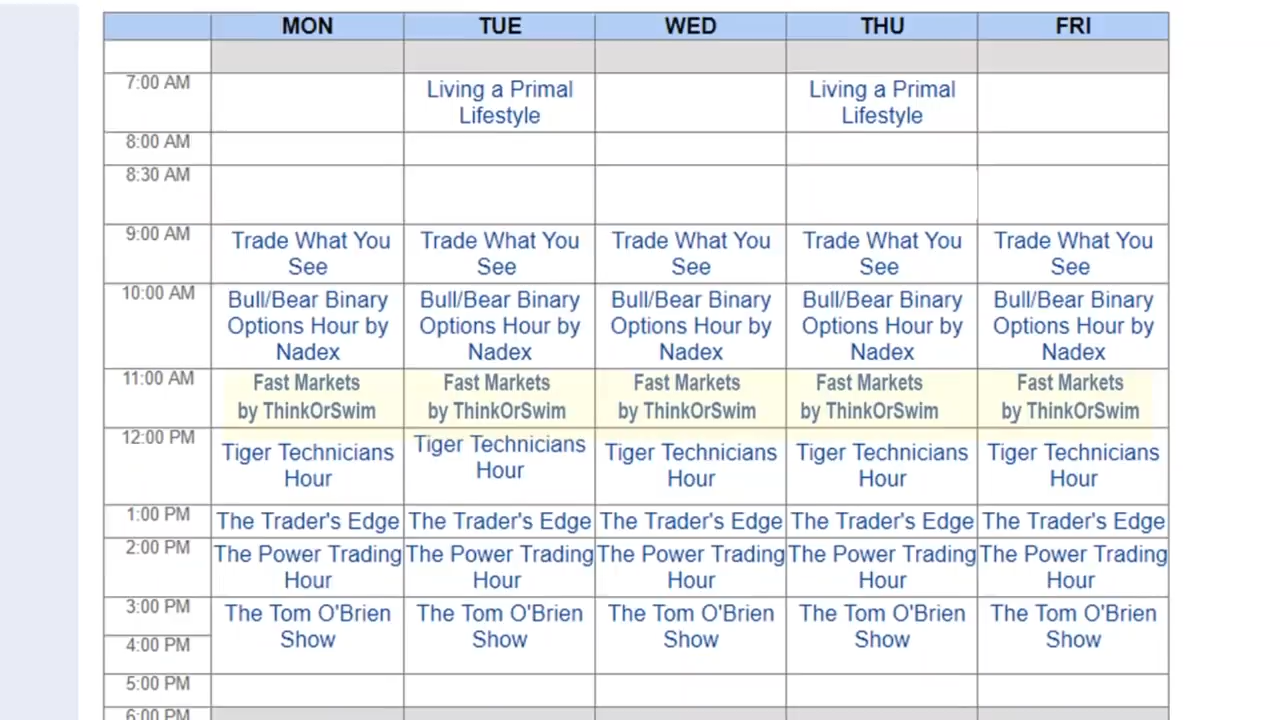 MON TUE WED THU FRI
7:00 AM
Living a Primal Living a Primal
Lifestyle Lifestyle
8:00 AM
8:30 AM
9:00 AM
Trade What You Trade What You Trade What You Trade What You Trade What You
See See See See See
10:00 AM
Bull/Bear Binary Bull/Bear Binary Bull/Bear Binary Bull/Bear Binary Bull/Bear Binary
Options Hour by Options Hour by Options Hour by Options Hour by Options Hour by
Nadex Nadex Nadex Nadex Nadex
11:00 AM
Fast Markets Fast Markets Fast Markets Fast Markets Fast Markets
by ThinkOrSwim by ThinkOrSwim by ThinkOrSwim by ThinkOrSwim by ThinkOrSwim
12:00 PM
Tiger Technicians Tiger Technicians Tiger Technicians Tiger Technicians Tiger Technicians
Hour Hour Hour Hour Hour
1:00 PM
The Trader's Edge The Trader's Edge The Trader's Edge The Trader's Edge The Trader's Edge
2:00 PM
The Power Trading The Power Trading The Power Trading The Power Trading The Power Trading
Hour Hour Hour Hour Hour
3:00 PM
The Tom O'Brien The Tom O'Brien The Tom O'Brien The Tom O'Brien The Tom O'Brien
Show Show Show Show Show
4:00 PM
5:00 PM
6:00 PM